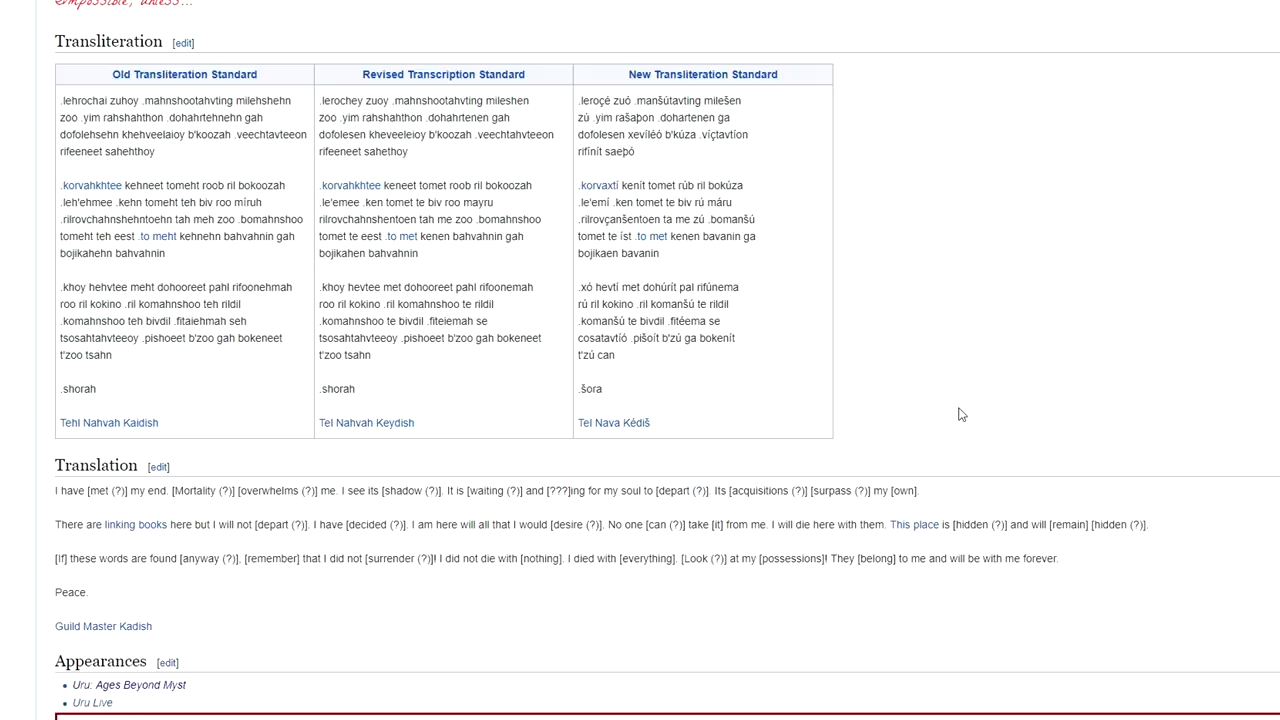 unless...
Transliteration [edit]
Old Transliteration Standard
.lehrochai zuhoy .mahnshootahvting milehshehn
zoo .yim rahshahthon .dohahrtehnehn gah
dofolehsehn khehveelaioy b'koozah .veechtavteeon
rifeeneet sahehthoy
.korvahkhtee kehneet tomeht roob ril bokoozah
.leh'ehmee .kehn tomeht teh biv roo míruh
.rilrovchahnshehntoehn tah meh zoo .bomahnshoo
tomeht teh eest .to meht kehnehn bahvahnin gah
bojikahehn bahvahnin
.khoy hehvtee meht dohooreet pahl rifoonehmah
roo ril kokino .ril komahnshoo teh rildil
.komahnshoo teh bivdil .fitaiehmah seh
tsosahtahvteeoy .pishoeet b'zoo gah bokeneet
t'zoo tsahn
.shorah
Tehl Nahvah Kaidish
Revised Transcription Standard
.lerochey zuoy .mahnshootahvting mileshen
zoo .yim rahshahthon .dohahrtenen gah
dofolesen kheveeleioy b'koozah .veechtahvteeon
rifeeneet sahethoy
.korvahkhtee keneet tomet roob ril bokoozah
.le'emee .ken tomet te biv roo mayru
rilrovchahnshentoen tah me zoo .bomahnshoo
tomet te eest .to met kenen bahvahnin gah
bojikahen bahvahnin
.khoy hevtee met dohooreet pahl rifoonemah
roo ril kokino .ril komahnshoo te rildil
.komahnshoo te bivdil .fiteiemah se
tsosahtahvteeoy .pishoeet b'zoo gah bokeneet
t'zoo tsahn
.shorah
Tel Nahvah Keydish
New Transliteration Standard
.leroçé zuó .manšútavting milešen
zú .yim rašaþon .dohartenen ga
dofolesen xevíléó b'kúza .víçtavtíon
rifínít saeþó
.korvaxtí kenít tomet rúb ril bokúza
.le'emí .ken tomet te biv rú máru
.rilrovçanšentoen ta me zú .bomanšú
tomet te íst .to met kenen bavanin ga
bojikaen bavanin
.xó hevtí met dohúrít pal rifúnema
rú ril kokino .ril komanšú te rildil
.komanšú te bivdil .fitéema se
cosatavtíó .pišoít b'zú ga bokenít
t'zú can
.šora
Tel Nava Kédiš
Translation [edit]
I have [met (?)] my end. [Mortality (?)] [overwhelms (?)] me. I see its [shadow (?)]. It is [waiting (?)] and [???]ing for my soul to [depart (?)]. Its [acquisitions (?)] [surpass (?)] my [own].
There are linking books here but I will not [depart (?)]. I have [decided (?)]. I am here will all that I would [desire (?)]. No one [can (?)] take [it] from me. I will die here with them. This place is [hidden (?)] and will [remain] [hidden (?)].
[If] these words are found [anyway (?)], [remember] that I did not [surrender (?)]! I did not die with [nothing]. I died with [everything]. [Look (?)] at my [possessions]! They [belong] to me and will be with me forever.
Peace.
Guild Master Kadish
Appearances [edit]
• Uru: Ages Beyond Myst
• Uru Live